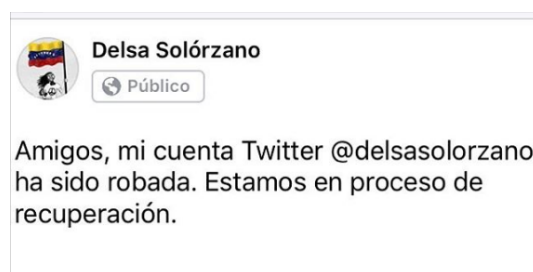 Delsa Solórzano
Público
Amigos, mi cuenta Twitter @delsasolorzano
ha sido robada. Estamos en proceso de
recuperación.